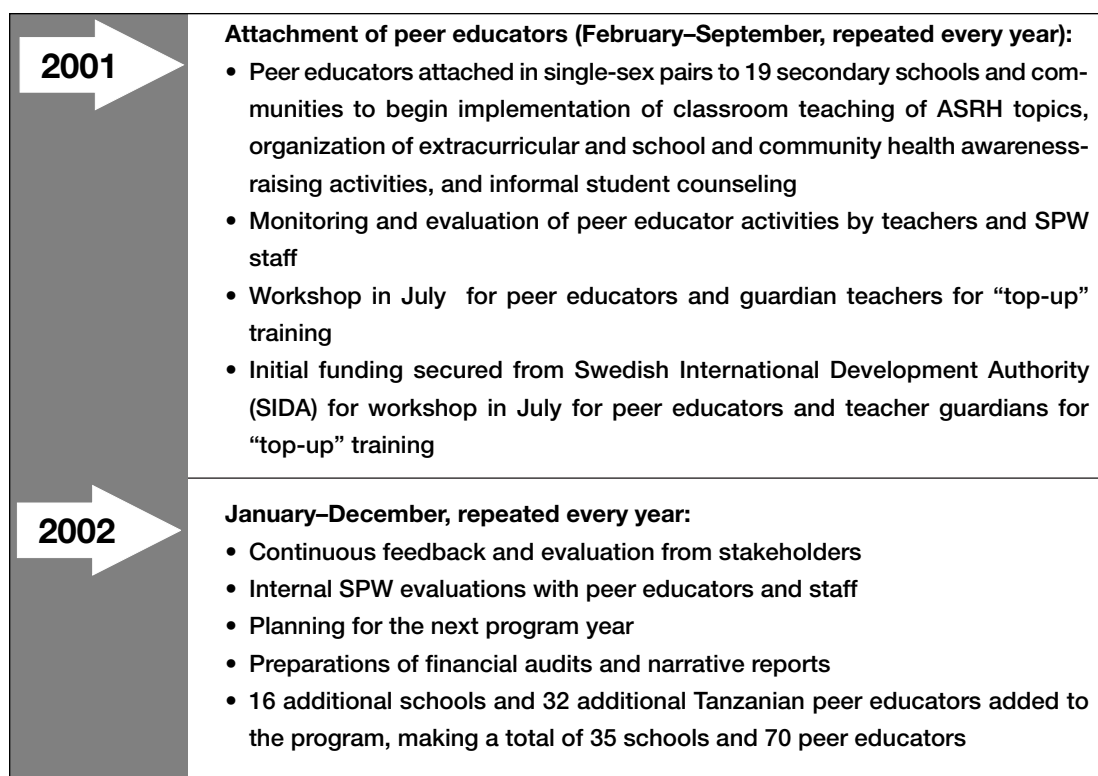 2001
Attachment of peer educators (February–September, repeated every year):
• Peer educators attached in single-sex pairs to 19 secondary schools and com-
munities to begin implementation of classroom teaching of ASRH topics,
organization of extracurricular and school and community health awareness-
raising activities, and informal student counseling
• Monitoring and evaluation of peer educator activities by teachers and SPW
staff
• Workshop in July for peer educators and guardian teachers for “top-up”
training
• Initial funding secured from Swedish International Development Authority
(SIDA) for workshop in July for peer educators and teacher guardians for
“top-up” training
2002
January–December, repeated every year:
• Continuous feedback and evaluation from stakeholders
• Internal SPW evaluations with peer educators and staff
• Planning for the next program year
• Preparations of financial audits and narrative reports
• 16 additional schools and 32 additional Tanzanian peer educators added to
the program, making a total of 35 schools and 70 peer educators